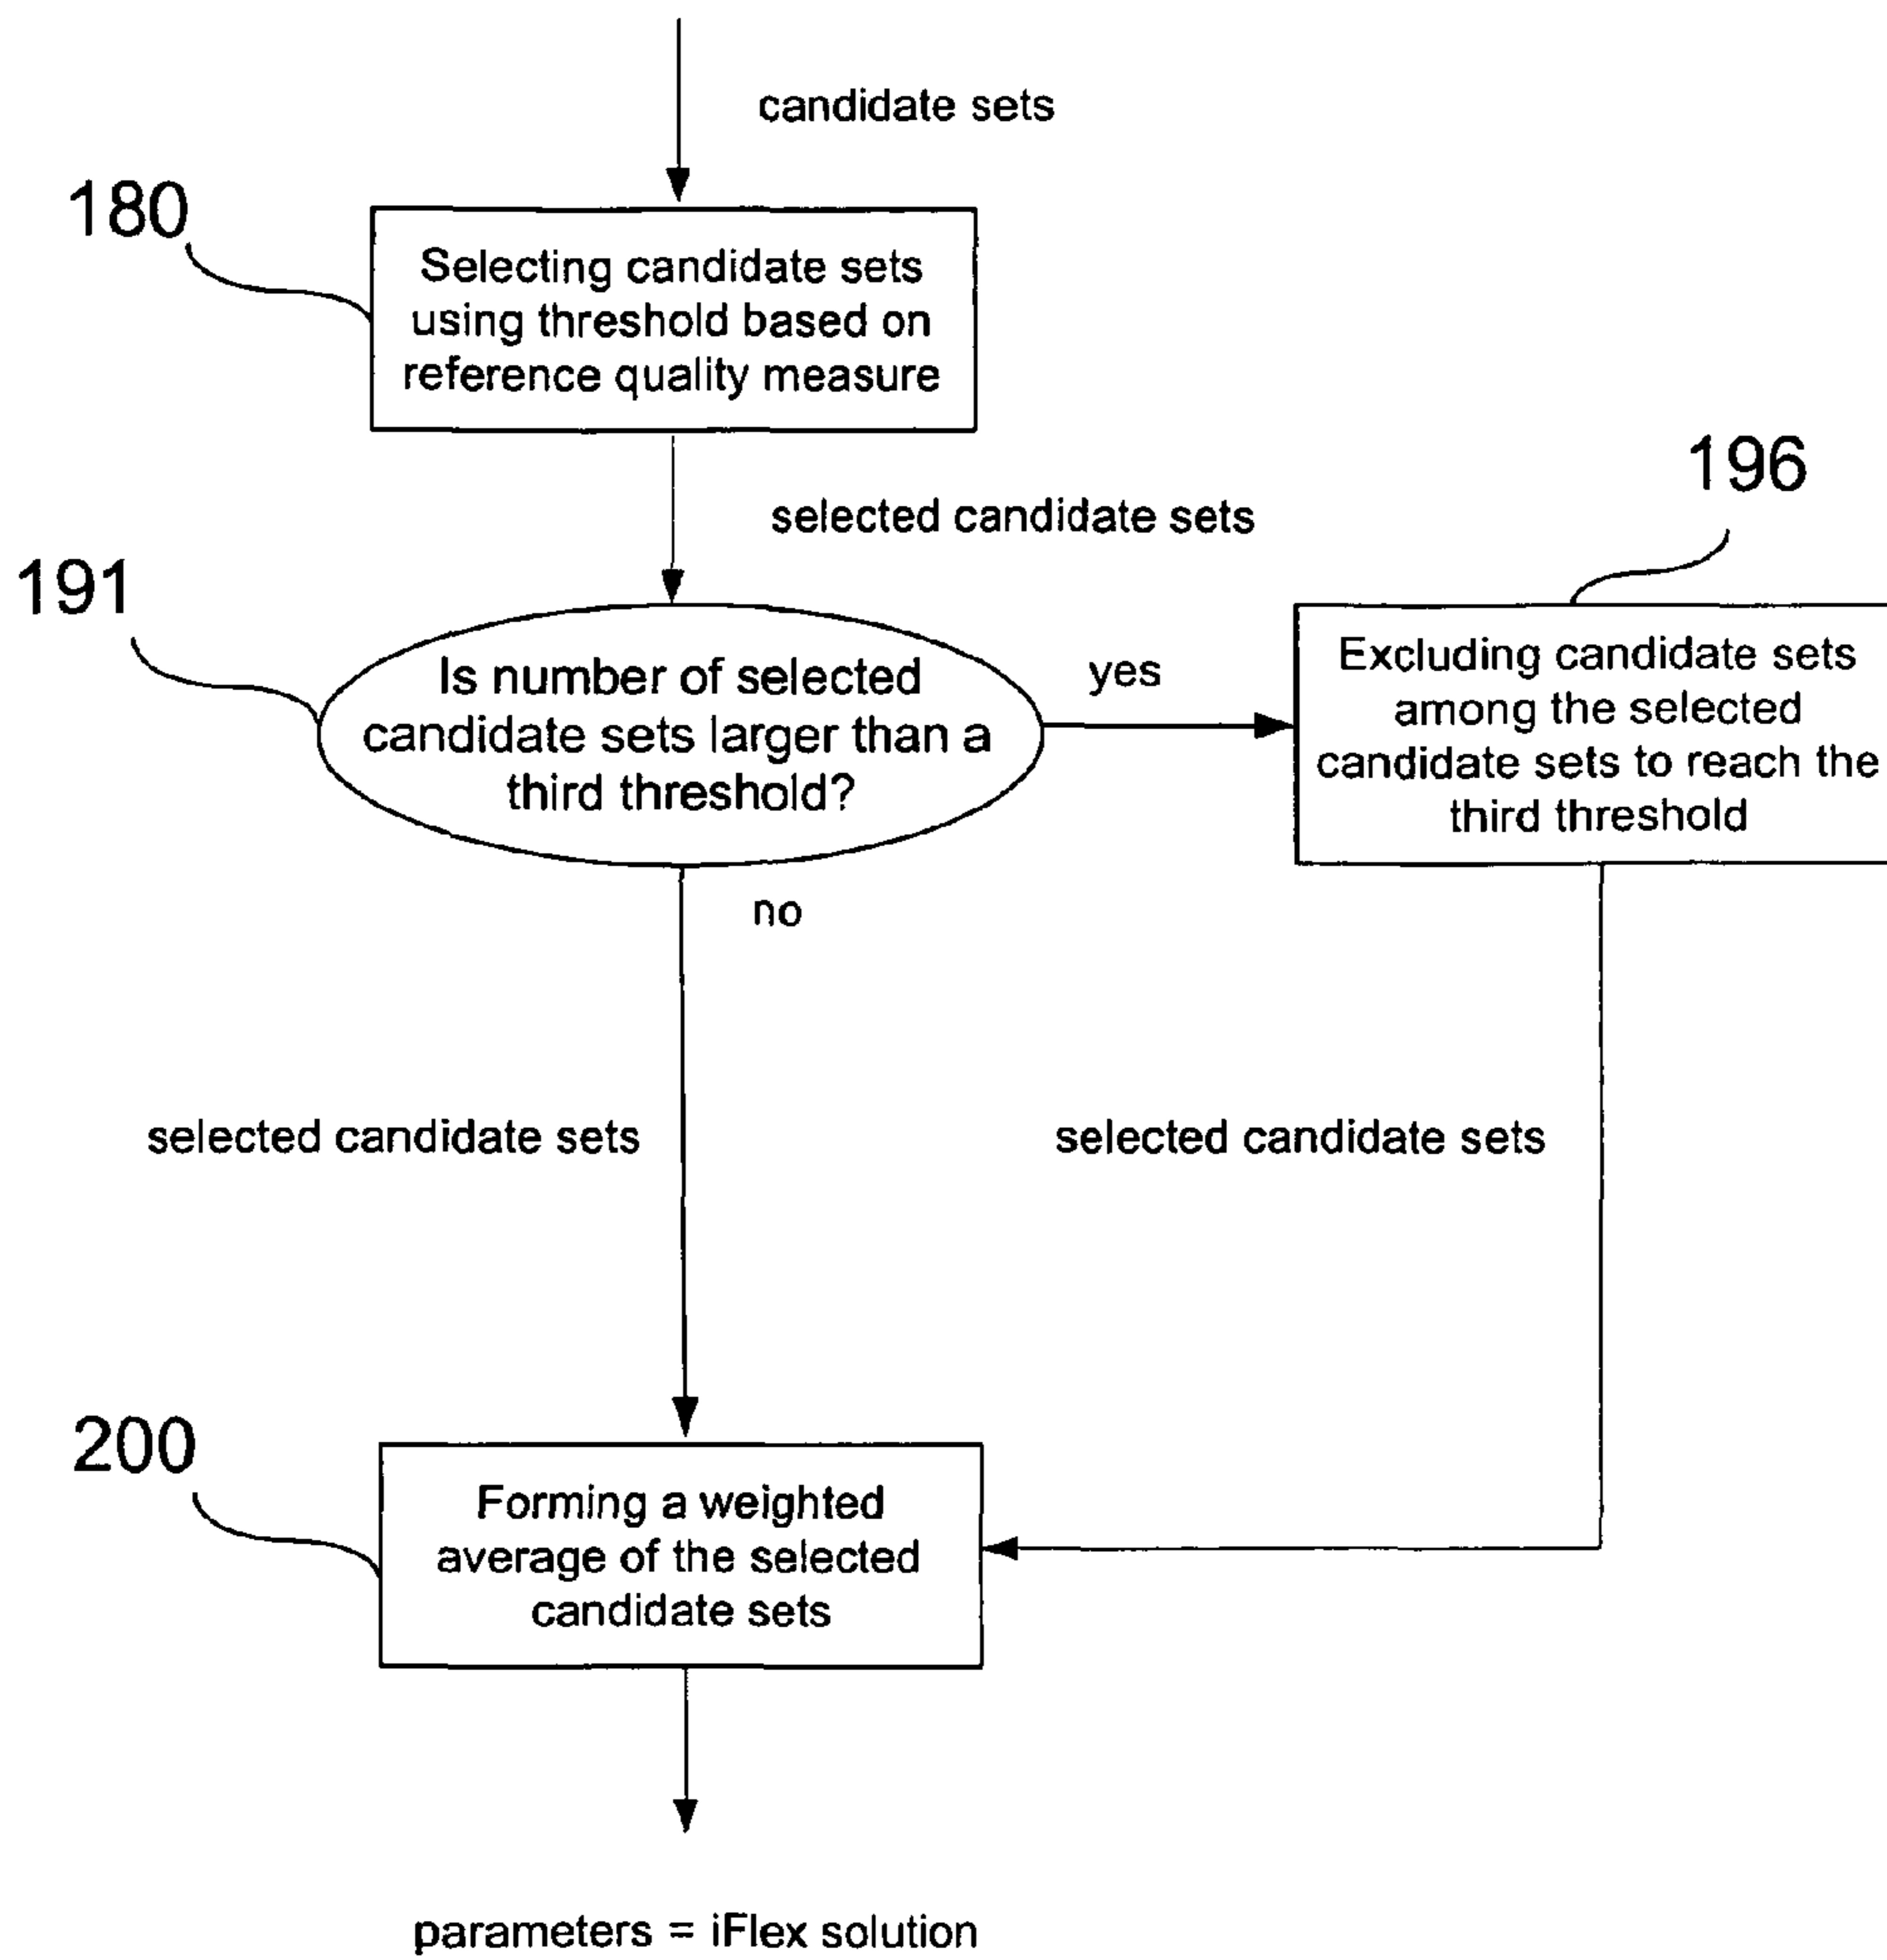 candidate sets
180
Selecting candidate sets
using threshold based on
reference quality measure
selected candidate sets
196
191
Is number of selected
candidate sets larger than a
third threshold?
yes
Excluding candidate sets
among the selected
candidate sets to reach the
third threshold
no
selected candidate sets
selected candidate sets
200
Forming a weighted
average of the selected
candidate sets
parameters = iFlex solution